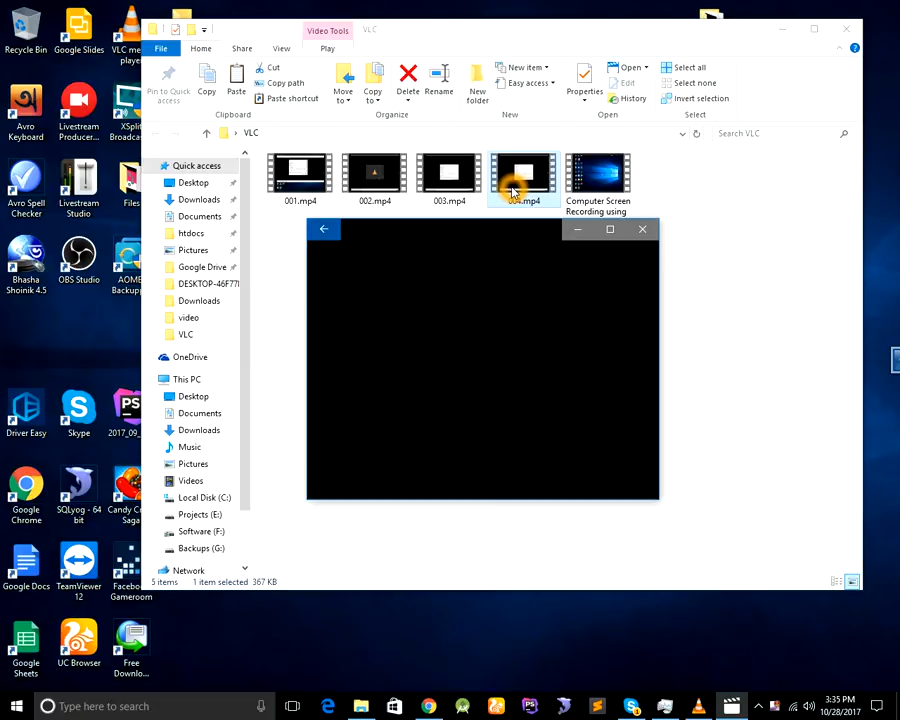 Video Tools
VLC
File
Home
Share
View
Play
Pin to Quick access
Copy
Paste
Cut
Copy path
Paste shortcut
Clipboard
Move to
Copy to
Delete
Rename
Organize
New folder
New item
Easy access
New
Properties
Open
Edit
History
Open
Select all
Select none
Invert selection
Select
VLC
Search VLC
Quick access
Desktop
Downloads
Documents
htdocs
Pictures
Google Drive
Downloads
video
VLC
OneDrive
This PC
Desktop
Documents
Downloads
Music
Pictures
Videos
Local Disk (C:)
Projects (E:)
Software (F:)
Backups (G:)
Network
001.mp4
002.mp4
003.mp4
004.mp4
Computer Screen
Recording using
5 items
1 item selected 367 KB
Recycle Bin
Google Slides
VLC me
player
Avro
Keyboard
Livestream
Producer...
XSplit
Broadcas
Avro Spell
Checker
Livestream
Studio
Files
Bhasha
Shoinik 4.5
OBS Studio
AOME
Backupp
Driver Easy
Skype
2017_09_
Google
Chrome
SQLyog - 64
bit
Candy Cr
Saga
Google Docs
TeamViewer
12
Facebo
Gameroom
Google
Sheets
UC Browser
Free
Downlo...
Type here to search
3:35 PM
10/28/2017